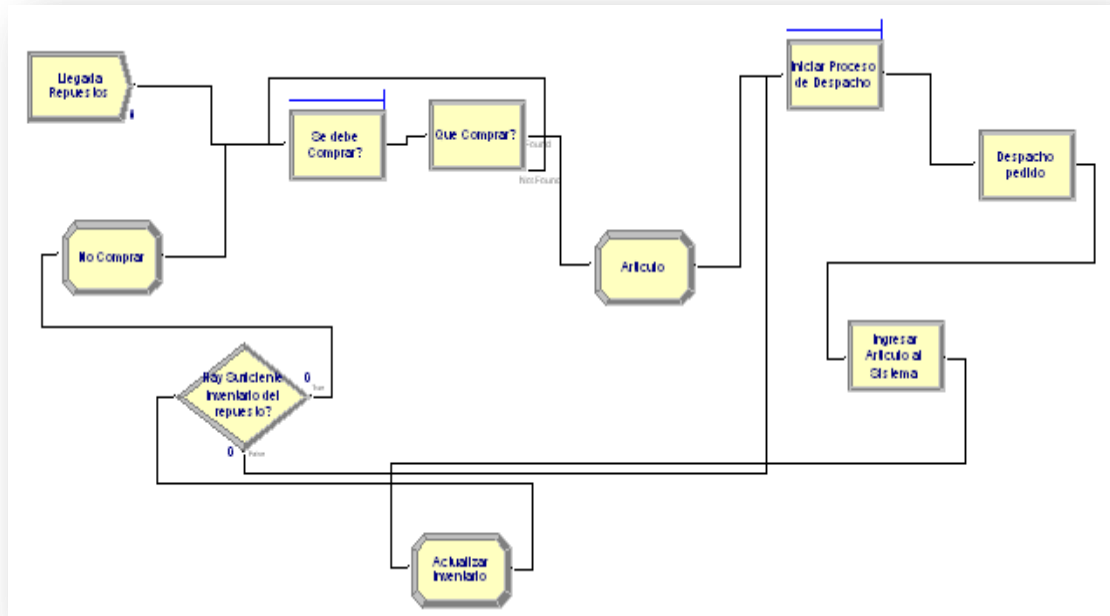 Llegada
Repuestos
0
Se debe
Comprar?
Que Comprar?
Found
Not Found
Iniciar Proceso
de Despacho
Despacho
pedido
No Comprar
Articulo
Ingresar
Articulo al
Sistema
Hay Suficiente
Inventario del
repuesto?
0
True
0
False
Actualizar
Inventario